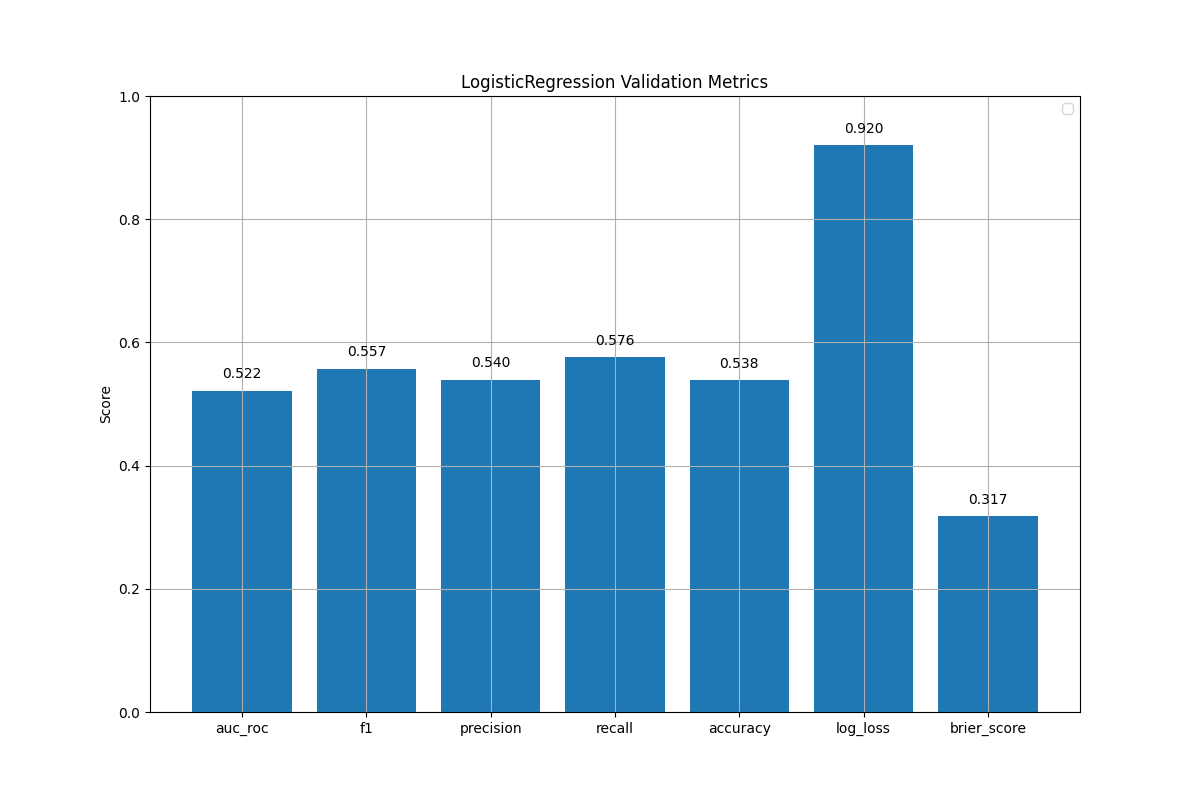 LogisticRegression Validation Metrics
1.0
0.8
0.6
0.4
0.2
0.0
Score
0.522
0.557
0.540
0.576
0.538
0.920
0.317
auc_roc
f1
precision
recall
accuracy
log_loss
brier_score